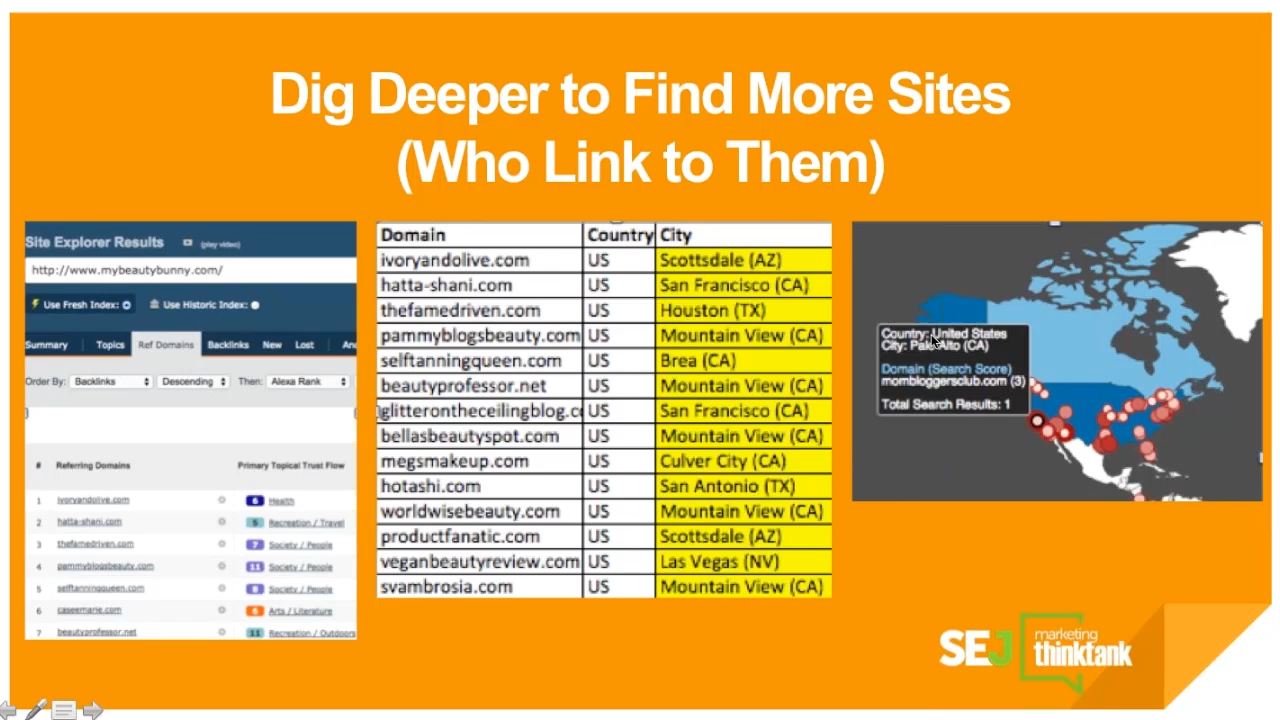 Dig Deeper to Find More Sites
(Who Link to Them)
Site Explorer Results (play video)
http://www.mybeautybunny.com/
Use Fresh Index: Use Historic Index:
Summary Topics Ref Domains Backlinks New Lost
Order By: Backlinks Descending Then: Alexa Rank
# Referring Domains Primary Topical Trust Flow
1 ivoryandolive.com 6 Health
2 hatta-shani.com 5 Recreation / Travel
3 thefamedriven.com 7 Society / People
4 pammyblogsbeauty.com 11 Society / People
5 selftanningqueen.com Society / People
6 caseemarie.com 6 Arts / Literature
7 beautyprofessor.net 11 Recreation / Outdoors
Domain Country City
ivoryandolive.com US Scottsdale (AZ)
hatta-shani.com US San Francisco (CA)
thefamedriven.com US Houston (TX)
pammyblogsbeauty.com US Mountain View (CA)
selftanningqueen.com US Brea (CA)
beautyprofessor.net US Mountain View (CA)
glitterontheceilingblog.c US San Francisco (CA)
bellasbeautyspot.com US Mountain View (CA)
megsmakeup.com US Culver City (CA)
hotashi.com US San Antonio (TX)
worldwisebeauty.com US Mountain View (CA)
productfanatic.com US Scottsdale (AZ)
veganbeautyreview.com US Las Vegas (NV)
svambrosia.com US Mountain View (CA)
Country: United States
City: Palo Alto (CA)
Domain (Search Score)
mombloggersclub.com (3)
Total Search Results: 1
SEJ marketing
thinktank